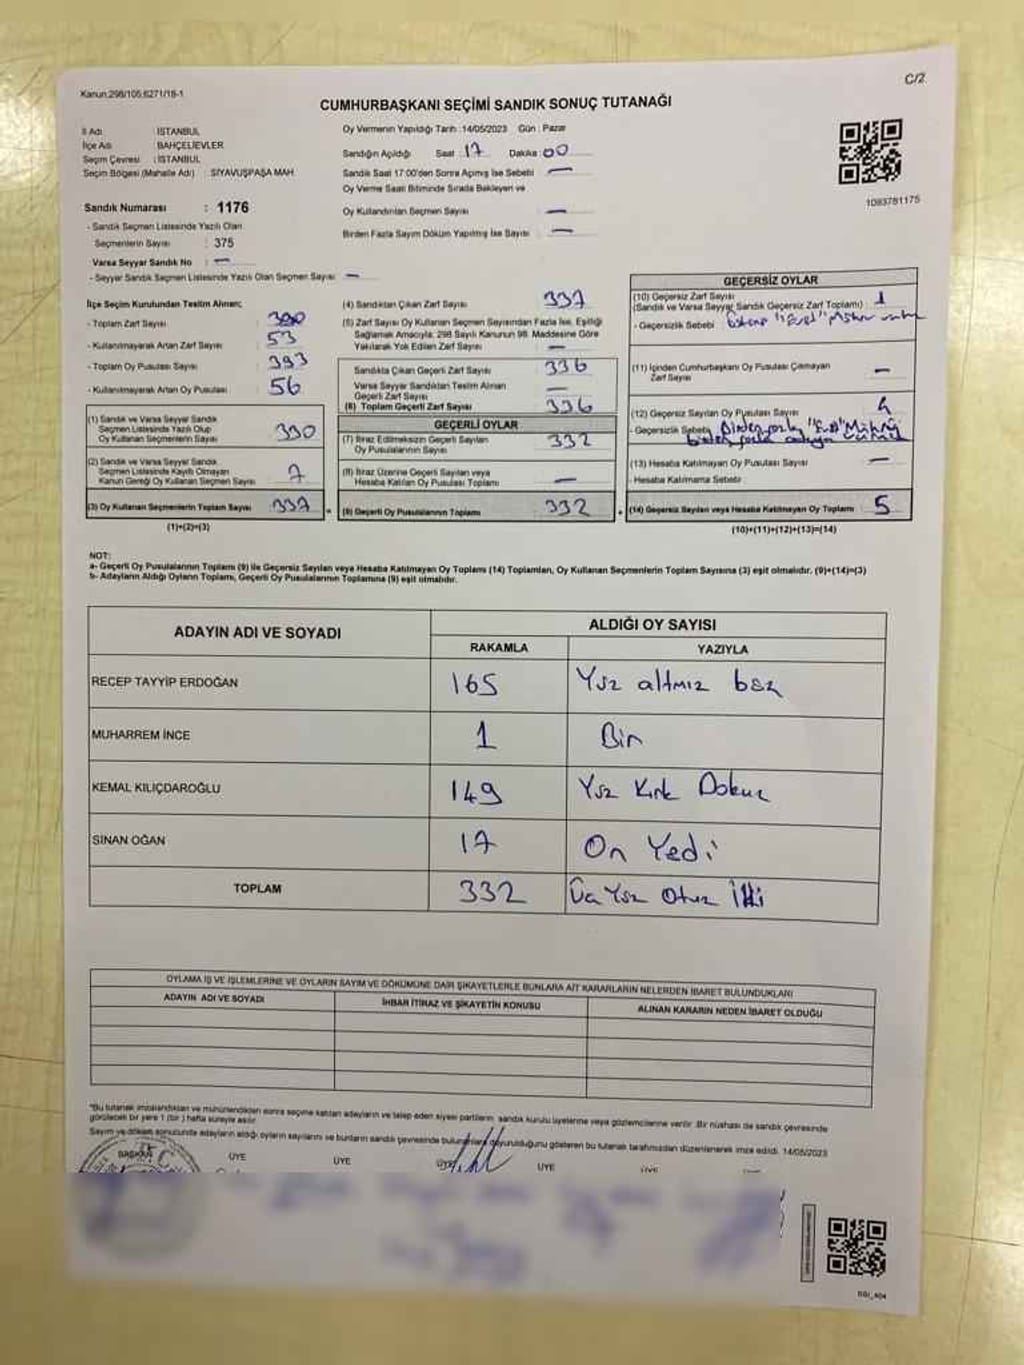 Kanun:298/105;6271/18-1
C/2
CUMHURBAŞKANI SEÇİMİ SANDIK SONUÇ TUTANAĞI
İl Adı : İSTANBUL
İlçe Adı : BAHÇELİEVLER
Seçim Çevresi : İSTANBUL
Seçim Bölgesi (Mahalle Adı) : SİYAVUŞPAŞA MAH.
Sandık Numarası : 1176
- Sandık Seçmen Listesinde Yazılı Olan
Seçmenlerin Sayısı : 375
Varsa Seyyar Sandık No : —
- Seyyar Sandık Seçmen Listesinde Yazılı Olan Seçmen Sayısı : —
Oy Vermenin Yapıldığı Tarih :14/05/2023 Gün : Pazar
Sandığın Açıldığı Saat : 17 Dakika : 00
Sandık Saat 17:00'den Sonra Açımış İse Sebebi : —
Oy Verme Saati Bitiminde Sırada Bekleyen ve
Oy Kullandırılan Seçmen Sayısı : —
Birden Fazla Sayım Döküm Yapılmış İse Sayısı : —
1093781175
İlçe Seçim Kurulundan Teslim Alınan;
- Toplam Zarf Sayısı : 390
- Kullanılmayarak Artan Zarf Sayısı : 53
- Toplam Oy Pusulası Sayısı : 393
- Kullanılmayarak Artan Oy Pusulası : 56
(1) Sandık ve Varsa Seyyar Sandık
Seçmen Listesinde Yazılı Olup
Oy Kullanan Seçmenlerin Sayısı : 330
(2) Sandık ve Varsa Seyyar Sandık
Seçmen Listesinde Kaydı Olmayan
Kanun Gereği Oy Kullanan Seçmen Sayısı : 7
(3) Oy Kullanan Seçmenlerin Toplam Sayısı : 337
(1)+(2)=(3)
(4) Sandıktan Çıkan Zarf Sayısı : 337
(5) Zarf Sayısı Oy Kullanan Seçmen Sayısından Fazla İse, Eşitliği
Sağlamak Amacıyla; 298 Sayılı Kanunun 98. Maddesine Göre
Yakılarak Yok Edilen Zarf Sayısı : —
Sandıkta Çıkan Geçerli Zarf Sayısı : 336
Varsa Seyyar Sandıktan Teslim Alınan
Geçerli Zarf Sayısı : —
(6) Toplam Geçerli Zarf Sayısı : 336
GEÇERLİ OYLAR
(7) İtiraz Edilmeksizin Geçerli Sayılan
Oy Pusulalarının Sayısı : 332
(8) İtiraz Üzerine Geçerli Sayılan veya
Hesaba Katılan Oy Pusulası Toplamı : —
(9) Geçerli Oy Pusulalarının Toplamı : 332
GEÇERSİZ OYLAR
(10) Geçersiz Zarf Sayısı : 1
(Sandık ve Varsa Seyyar Sandık Geçersiz Zarf Toplamı)
- Geçersizlik Sebebi : "Evet"
(11) İçinden Cumhurbaşkanı Oy Pusulası Çıkmayan
Zarf Sayısı : —
(12) Geçersiz Sayılan Oy Pusulası Sayısı : 4
- Geçersizlik Sebebi : Birden fazla "Evet" Mührü
birden fazla
(13) Hesaba Katılmayan Oy Pusulası Sayısı : —
- Hesaba Katılmama Sebebi :
(14) Geçersiz Sayılan veya Hesaba Katılmayan Oy Toplamı : 5
(10)+(11)+(12)+(13)=(14)
NOT:
a- Geçerli Oy Pusulalarının Toplamı (9) ile Geçersiz Sayılan veya Hesaba Katılmayan Oy Toplamı (14) Toplamları, Oy Kullanan Seçmenlerin Toplam Sayısına (3) eşit olmalıdır. (9)+(14)=(3)
b- Adayların Aldığı Oyların Toplamı, Geçerli Oy Pusulalarının Toplamına (9) eşit olmalıdır.
ADAYIN ADI VE SOYADI
ALDIĞI OY SAYISI
RAKAMLA YAZIYLA
RECEP TAYYİP ERDOĞAN 165 Yüz altmış beş
MUHARREM İNCE 1 Bir
KEMAL KILIÇDAROĞLU 149 Yüz Kırk Dokuz
SİNAN OĞAN 17 On Yedi
TOPLAM 332 Üç Yüz Otuz İki
OYLAMA İŞ VE İŞLEMLERİNE VE OYLARIN SAYIM VE DÖKÜMÜNE DAİR ŞİKAYETLERLE BUNLARA AİT KARARLARIN NELERDEN İBARET BULUNDUKLARI
ADAYIN ADI VE SOYADI İHBAR İTİRAZ VE ŞİKAYETİN KONUSU ALINAN KARARIN NEDEN İBARET OLDUĞU
*Bu tutanak imzalandıktan ve mühürlendikten sonra seçime katılan adayların ve talep eden siyasi partilerin, sandık kurulu üyelerine veya gözlemcilerine verilir. Bir nüshası da sandık çevresinde
görülecek bir yere 1 (bir) hafta süreyle asılır.
Sayım ve döküm sonucunda adayların aldığı oyların sayılarını ve bunların sandık çevresinde bulunanlara duyurulduğunu gösteren bu tutanak tarafımızdan düzenlenerek imza edildi. 14/05/2023
BAŞKAN ÜYE ÜYE ÜYE ÜYE ÜYE ÜYE